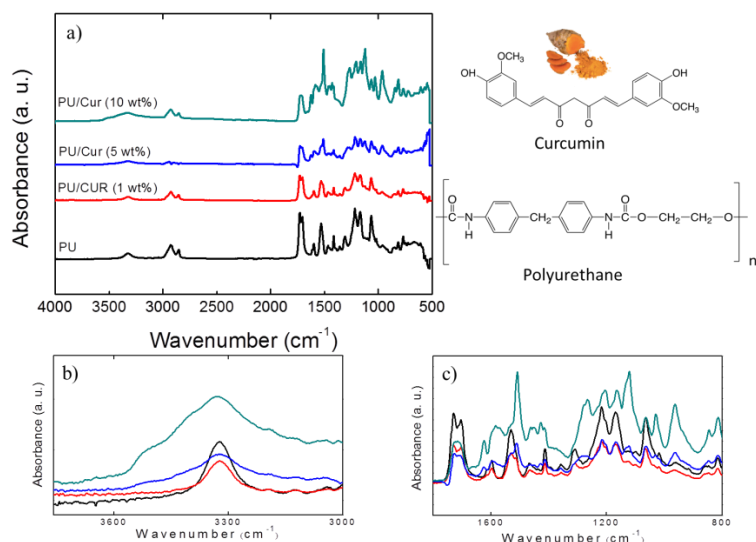 a)
Absorbance (a. u.)
PU/Cur (10 wt%)
PU/Cur (5 wt%)
PU/CUR (1 wt%)
PU
4000 3500 3000 2500 2000 1500 1000 500
Wavenumber (cm⁻¹)
OCH₃
OH
OH
OCH₃
O O
Curcumin
O
C
N
H
CH₂
N
H
O
C
O
CH₂
CH₂
O
n
Polyurethane
b)
Absorbance (a. u.)
3600 3300 3000
Wavenumber (cm⁻¹)
c)
Absorbance (a. u.)
1600 1200 800
Wavenumber (cm⁻¹)